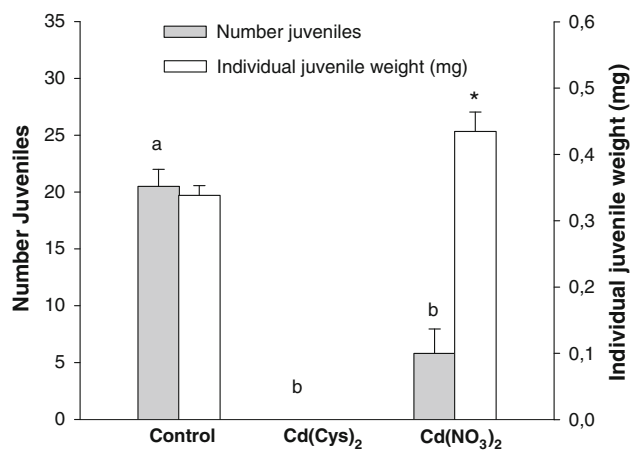 35
30
25
20
15
10
5
0
Number Juveniles
Number juveniles
Individual juvenile weight (mg)
a
b
b
*
Control
Cd(Cys)₂
Cd(NO₃)₂
0,6
0,5
0,4
0,3
0,2
0,1
0,0
Individual juvenile weight (mg)